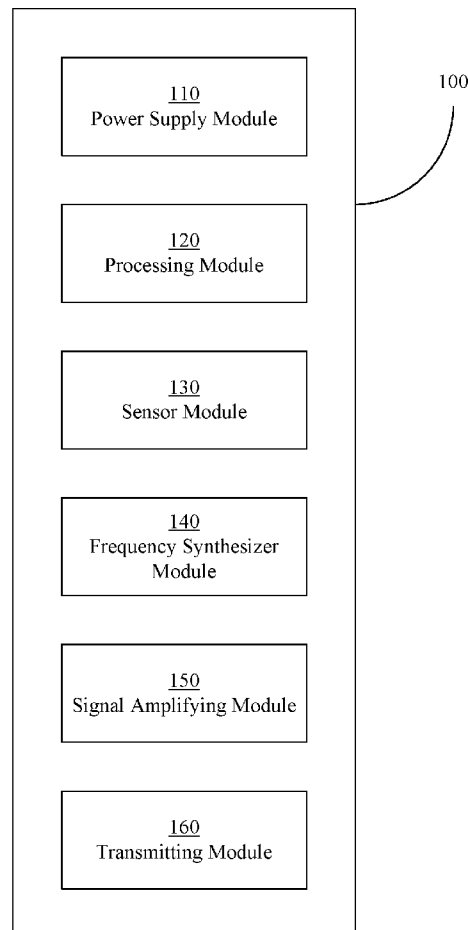 110
Power Supply Module
100
120
Processing Module
130
Sensor Module
140
Frequency Synthesizer
Module
150
Signal Amplifying Module
160
Transmitting Module